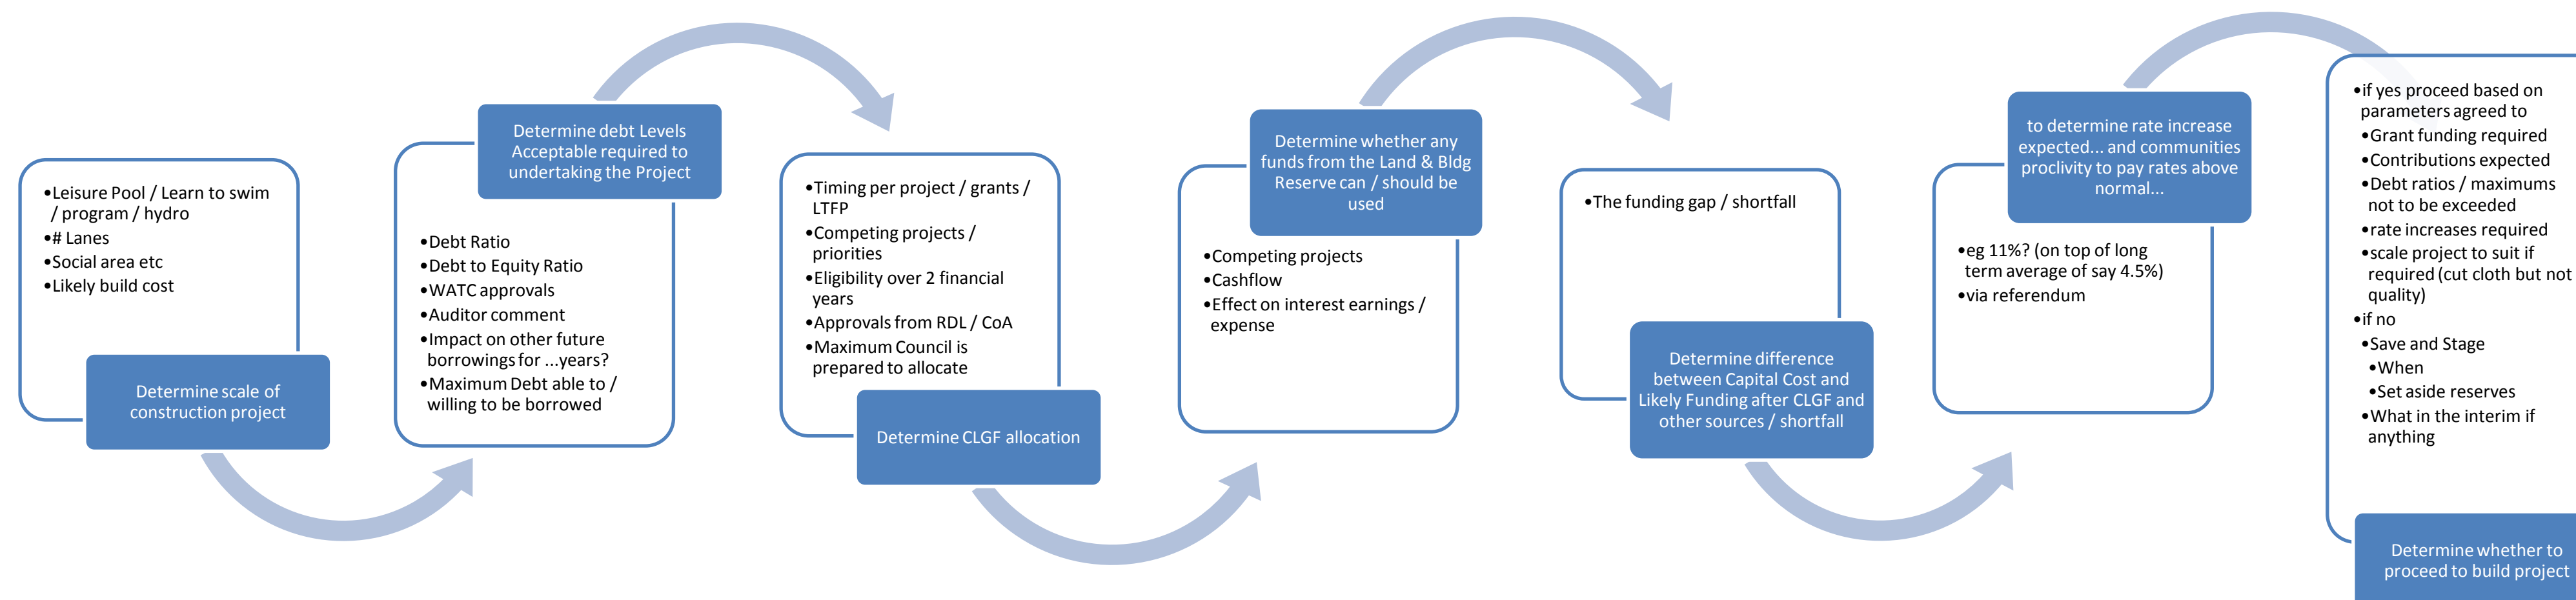 •Leisure Pool / Learn to swim
/ program / hydro
•# Lanes
•Social area etc
•Likely build cost
Determine scale of
construction project
Determine debt Levels
Acceptable required to
undertaking the Project
•Debt Ratio
•Debt to Equity Ratio
•WATC approvals
•Auditor comment
•Impact on other future
borrowings for ...years?
•Maximum Debt able to /
willing to be borrowed
•Timing per project / grants /
LTFP
•Competing projects /
priorities
•Eligibility over 2 financial
years
•Approvals from RDL / CoA
•Maximum Council is
prepared to allocate
Determine CLGF allocation
Determine whether any
funds from the Land & Bldg
Reserve can / should be
used
•Competing projects
•Cashflow
•Effect on interest earnings /
expense
•The funding gap / shortfall
Determine difference
between Capital Cost and
Likely Funding after CLGF and
other sources / shortfall
to determine rate increase
expected... and communities
proclivity to pay rates above
normal...
•eg 11%? (on top of long
term average of say 4.5%)
•via referendum
•if yes proceed based on
parameters agreed to
•Grant funding required
•Contributions expected
•Debt ratios / maximums
not to be exceeded
•rate increases required
•scale project to suit if
required (cut cloth but not
quality)
•if no
•Save and Stage
•When
•Set aside reserves
•What in the interim if
anything
Determine whether to
proceed to build project